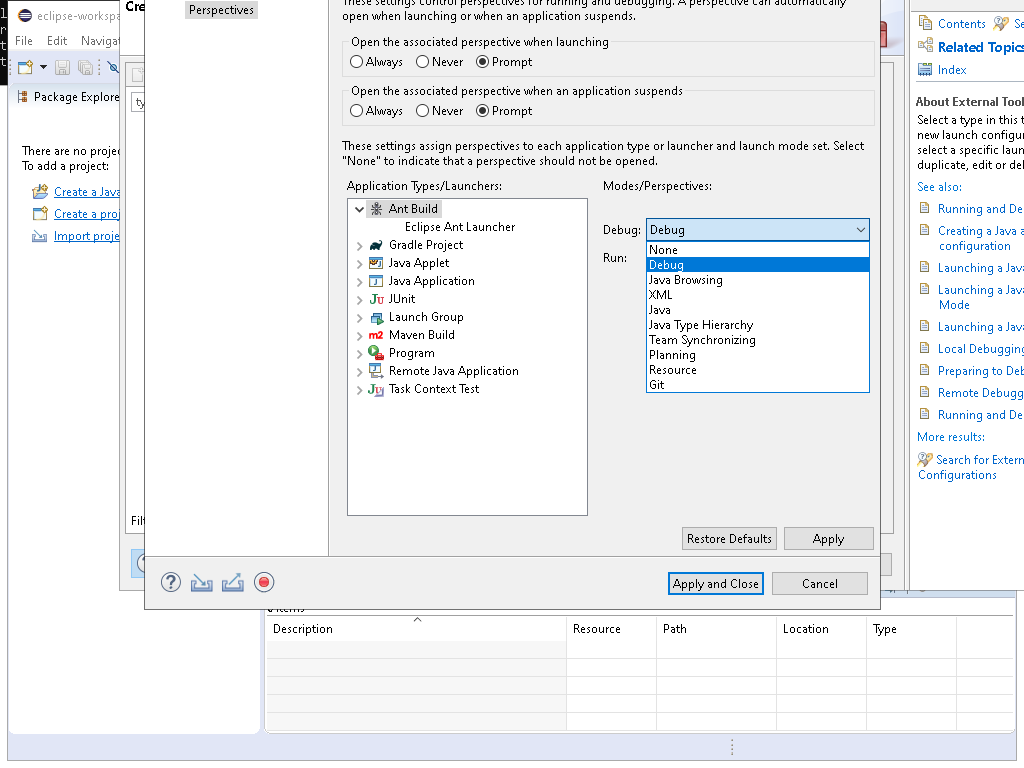 eclipse-workspa
File Edit Navigat
Package Explore
There are no projec
To add a project:
Create a Java
Create a proj
Import proje
Cre
ty
Filt
Perspectives
These settings control perspectives for running and debugging. A perspective can automatically
open when launching or when an application suspends.
Open the associated perspective when launching
Always Never Prompt
Open the associated perspective when an application suspends
Always Never Prompt
These settings assign perspectives to each application type or launcher and launch mode set. Select
"None" to indicate that a perspective should not be opened.
Application Types/Launchers:
Modes/Perspectives:
Ant Build
Eclipse Ant Launcher
Gradle Project
Java Applet
Java Application
JUnit
Launch Group
Maven Build
Program
Remote Java Application
Task Context Test
Debug: Debug
Run:
None
Debug
Java Browsing
XML
Java
Java Type Hierarchy
Team Synchronizing
Planning
Resource
Git
Restore Defaults Apply
Apply and Close Cancel
Contents Se
Related Topics
Index
About External Tool
Select a type in this t
new launch configur
select a specific laun
duplicate, edit or del
See also:
Running and De
Creating a Java a
configuration
Launching a Java
Launching a Java
Mode
Launching a Java
Local Debugging
Preparing to Deb
Remote Debugg
Running and De
More results:
Search for Extern
Configurations
0 items
Description Resource Path Location Type